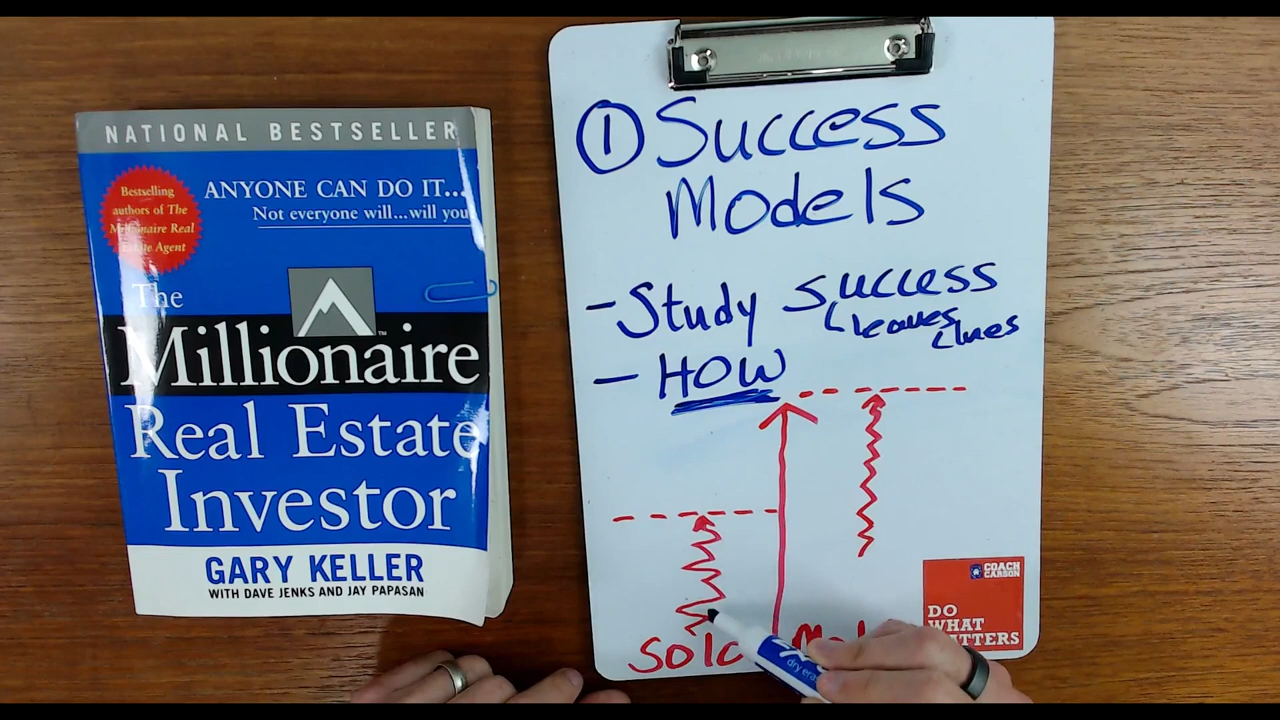 NATIONAL BESTSELLER
Bestselling
authors of The
Millionaire Real
Estate Agent
ANYONE CAN DO IT...
Not everyone will...will you
The
Millionaire
Real Estate
Investor
GARY KELLER
WITH DAVE JENKS AND JAY PAPASAN
① Success
Models
- Study success
leaves
clues
- HOW
COACH
CARSON
DO
WHAT
MATTERS
dry eras